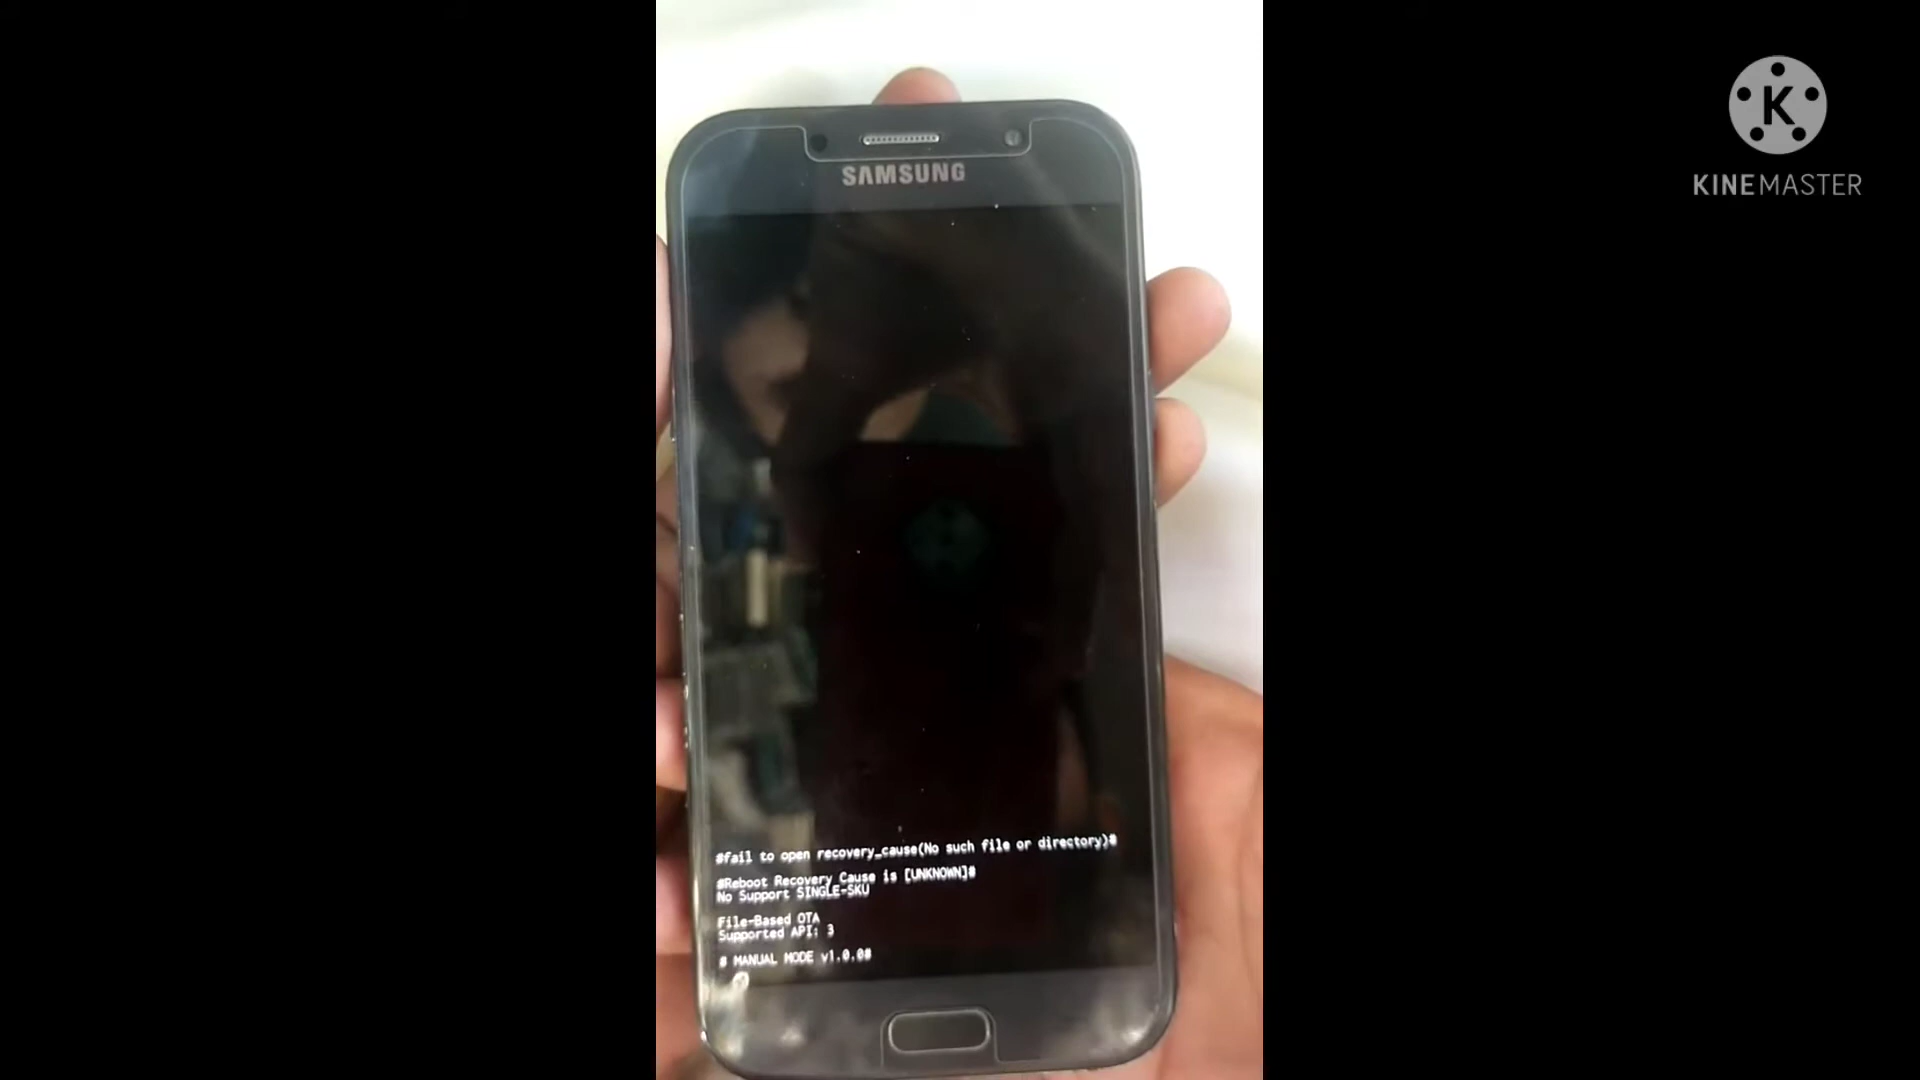 K
KINEMASTER
SAMSUNG
#fail to open recovery_cause(No such file or directory)#
#Reboot Recovery Cause is [UNKNOWN]#
No Support SINGLE-SKU
File-Based OTA
Supported API: 3
# MANUAL MODE v1.0.0#